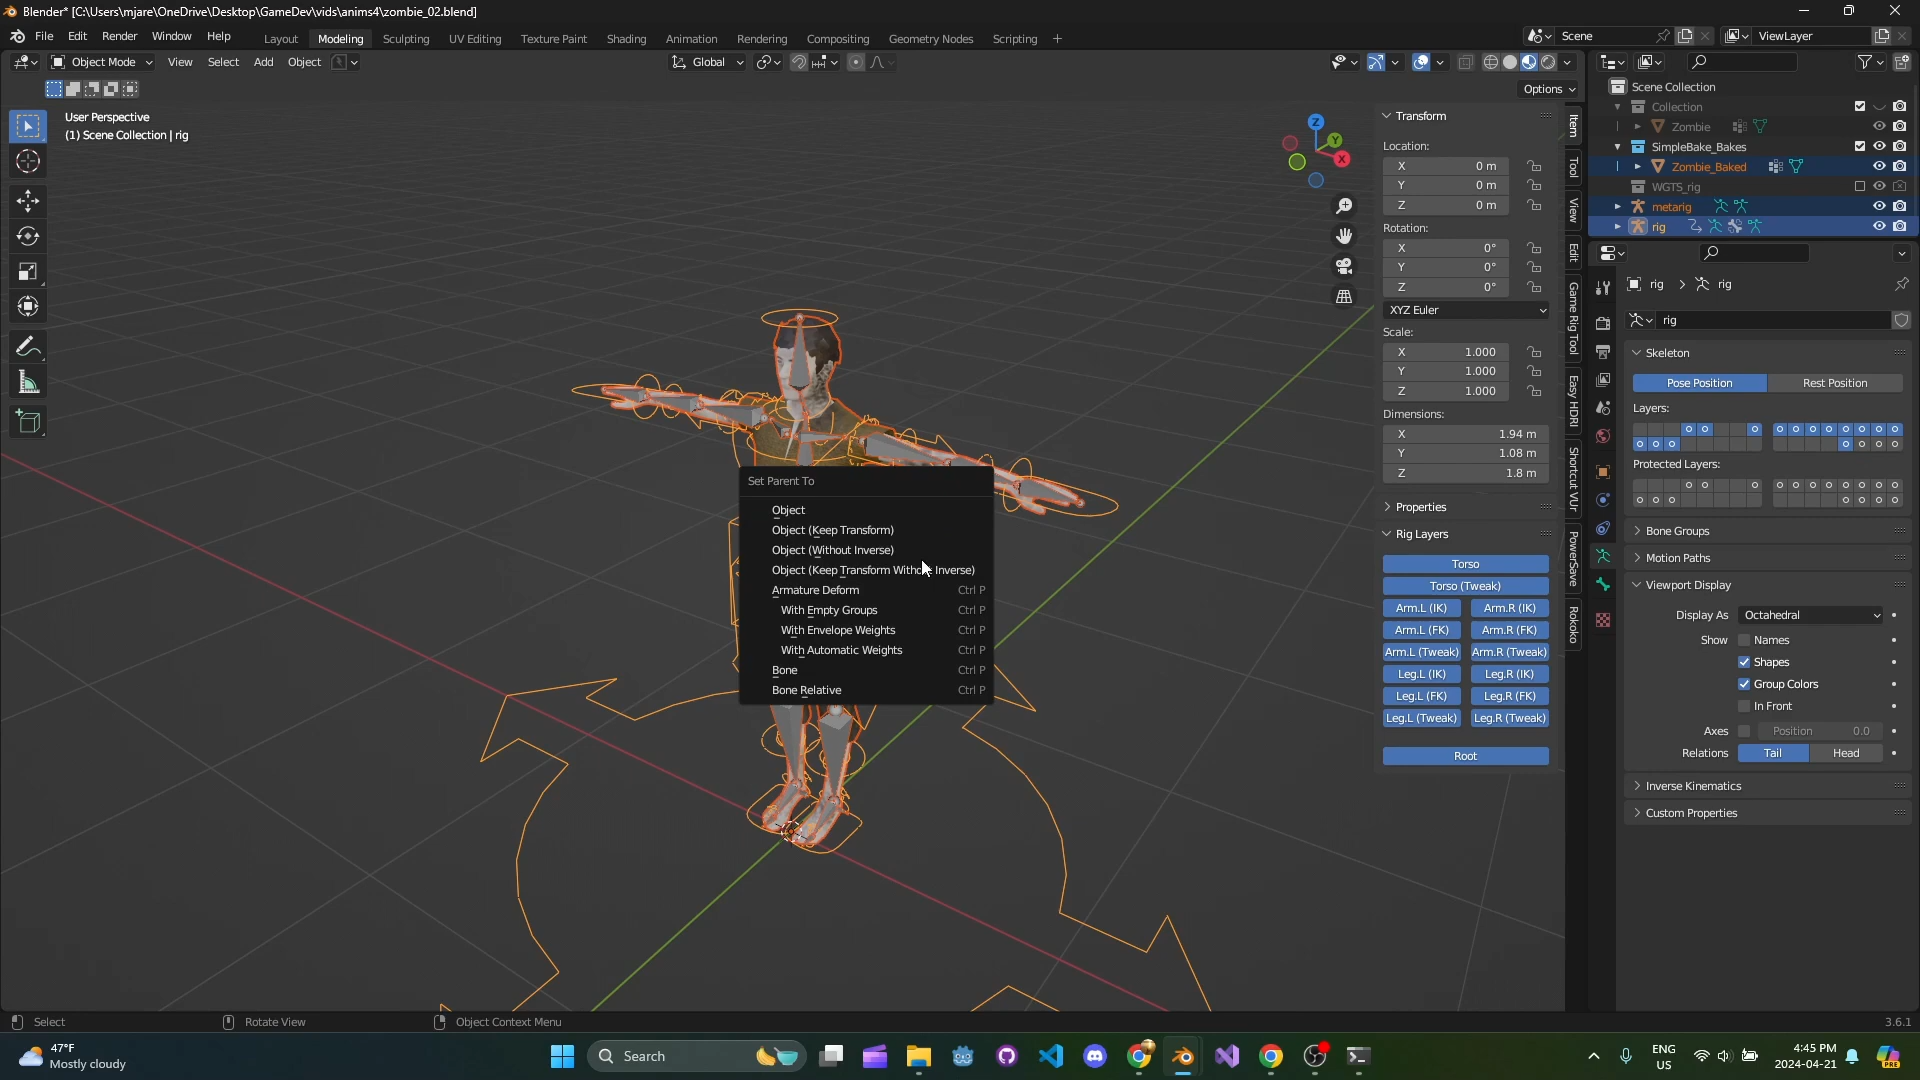 Blender* [C:\Users\mjare\OneDrive\Desktop\GameDev\vids\anims4\zombie_02.blend]
File Edit Render Window Help Layout Modeling Sculpting UV Editing Texture Paint Shading Animation Rendering Compositing Geometry Nodes Scripting + Scene ViewLayer
Object Mode View Select Add Object Global
Options
User Perspective
(1) Scene Collection | rig
Z
Y
X
Transform
Location:
X 0 m
Y 0 m
Z 0 m
Rotation:
X 0°
Y 0°
Z 0°
XYZ Euler
Scale:
X 1.000
Y 1.000
Z 1.000
Dimensions:
X 1.94 m
Y 1.08 m
Z 1.8 m
Properties
Rig Layers
Torso
Torso (Tweak)
Arm.L (IK) Arm.R (IK)
Arm.L (FK) Arm.R (FK)
Arm.L (Tweak) Arm.R (Tweak)
Leg.L (IK) Leg.R (IK)
Leg.L (FK) Leg.R (FK)
Leg.L (Tweak) Leg.R (Tweak)
Root
Item
Tool
View
Edit
Game Rig Tool
Easy HDRI
Shortcut VUr
PowerSave
Rokoko
Set Parent To
Object
Object (Keep Transform)
Object (Without Inverse)
Object (Keep Transform Without Inverse)
Armature Deform Ctrl P
With Empty Groups Ctrl P
With Envelope Weights Ctrl P
With Automatic Weights Ctrl P
Bone Ctrl P
Bone Relative Ctrl P
Scene Collection
Collection
Zombie
SimpleBake_Bakes
Zombie_Baked
WGTS_rig
metarig
rig
rig > rig
rig
Skeleton
Pose Position Rest Position
Layers:
Protected Layers:
Bone Groups
Motion Paths
Viewport Display
Display As Octahedral
Show Names
Shapes
Group Colors
In Front
Axes Position 0.0
Relations Tail Head
Inverse Kinematics
Custom Properties
Select Rotate View Object Context Menu 3.6.1
47°F
Mostly cloudy
Search
ENG
US
4:45 PM
2024-04-21
PRE